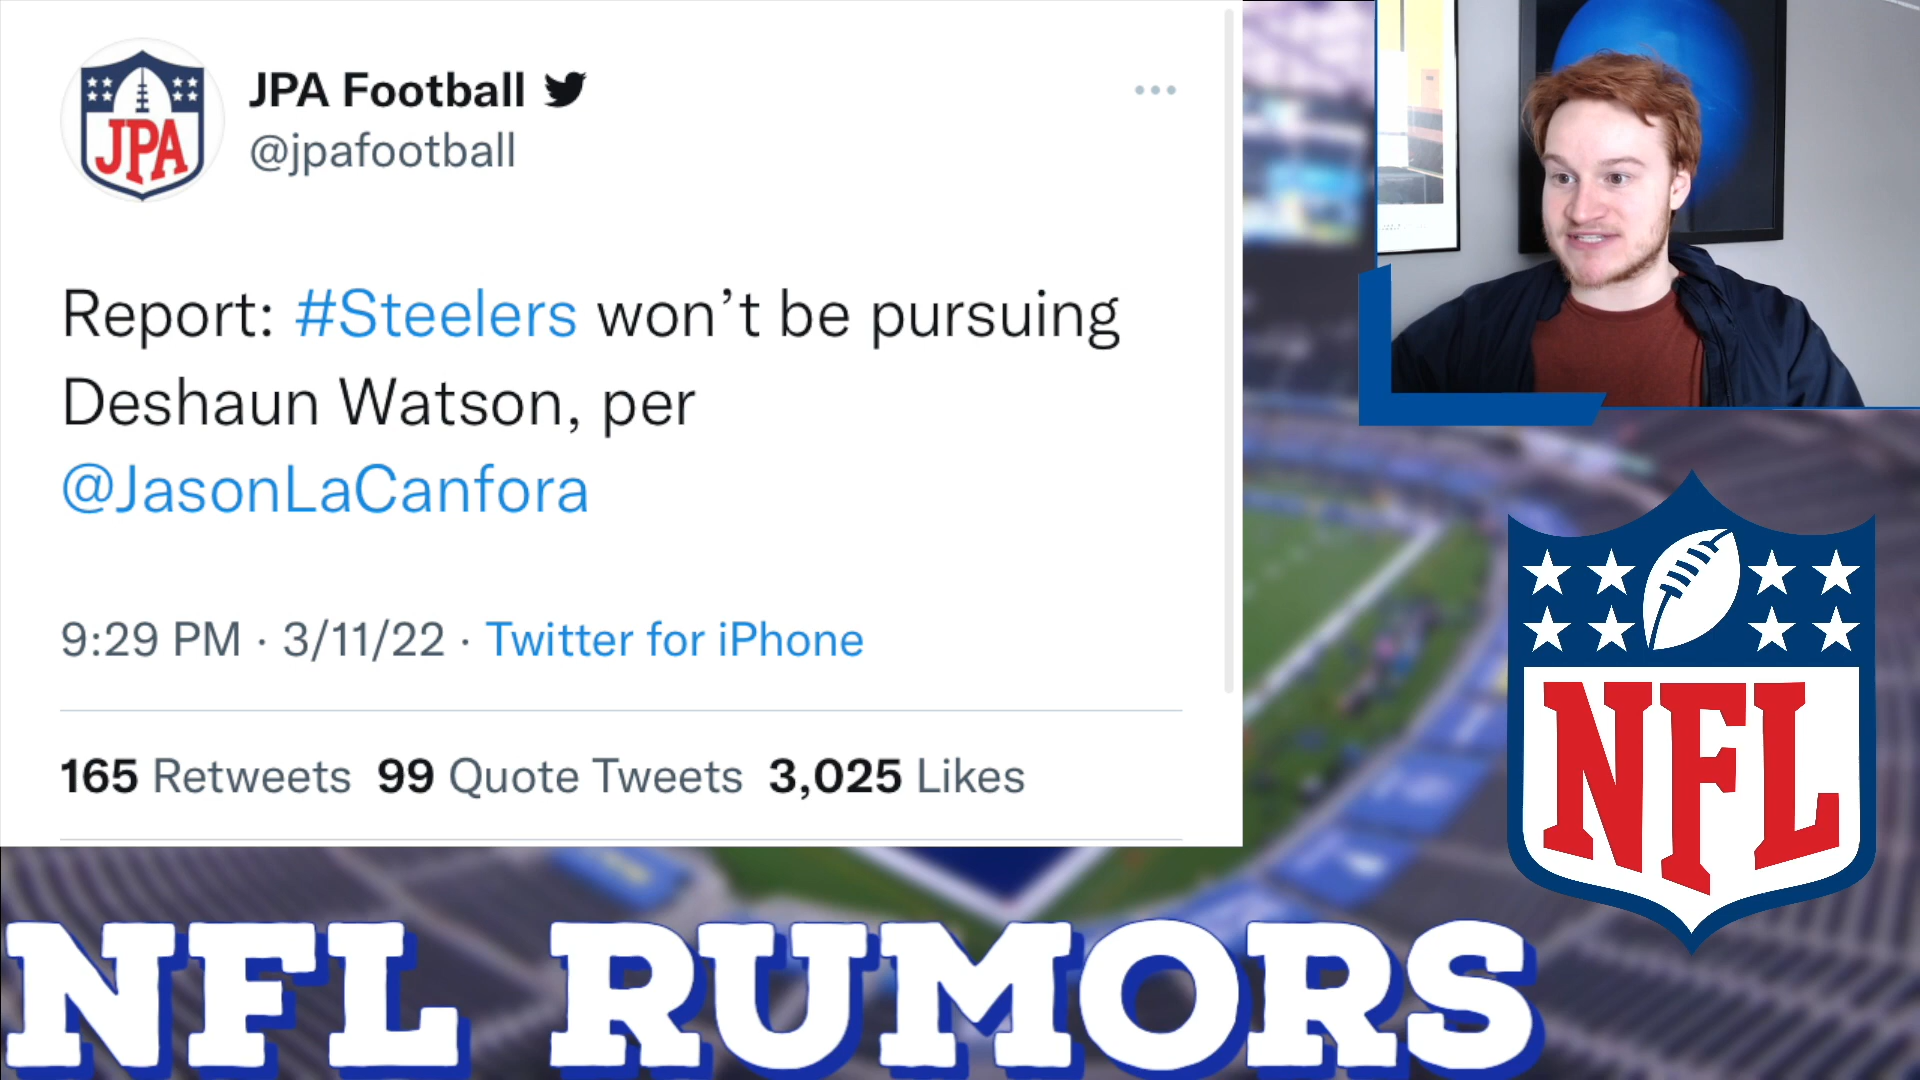 JPA
JPA Football
@jpafootball
Report: #Steelers won’t be pursuing
Deshaun Watson, per
@JasonLaCanfora
9:29 PM · 3/11/22 · Twitter for iPhone
165 Retweets 99 Quote Tweets 3,025 Likes
NFL
NFL RUMORS